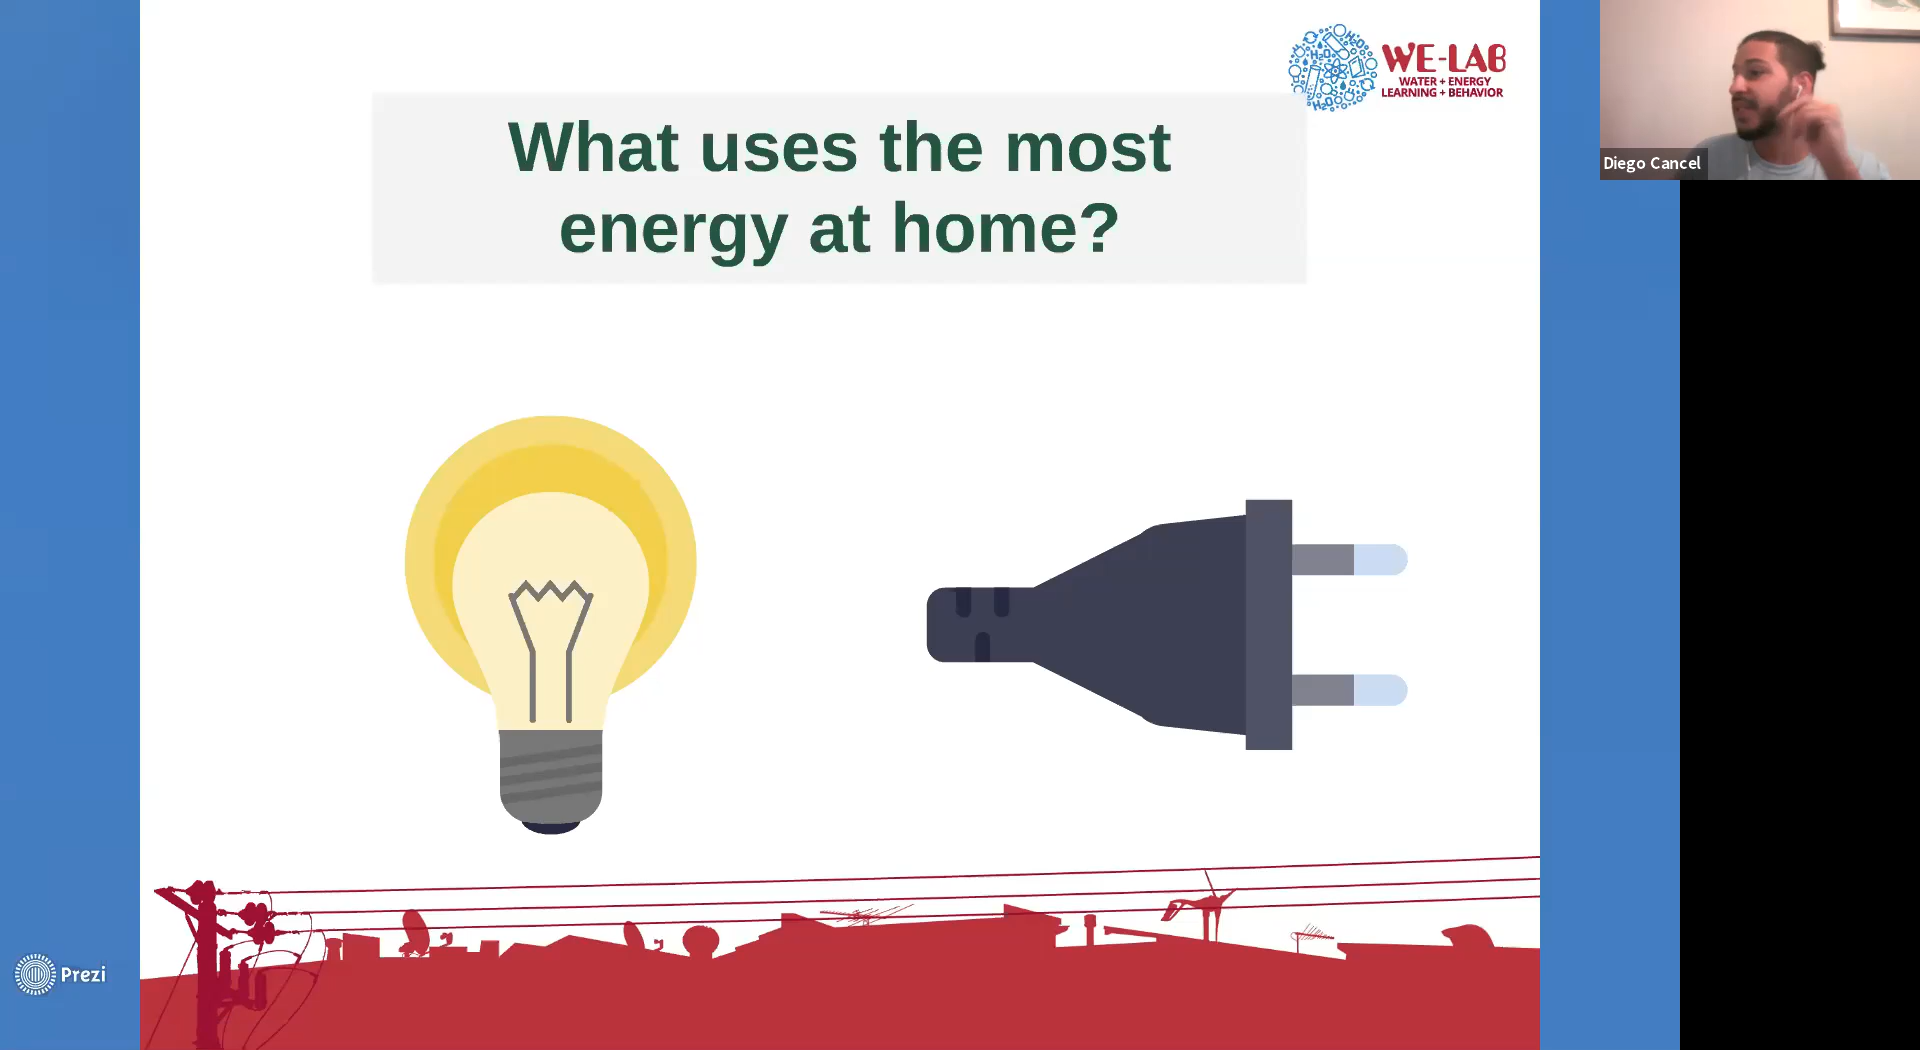 WE-LAB
WATER + ENERGY
LEARNING + BEHAVIOR
What uses the most
energy at home?
Diego Cancel
Prezi